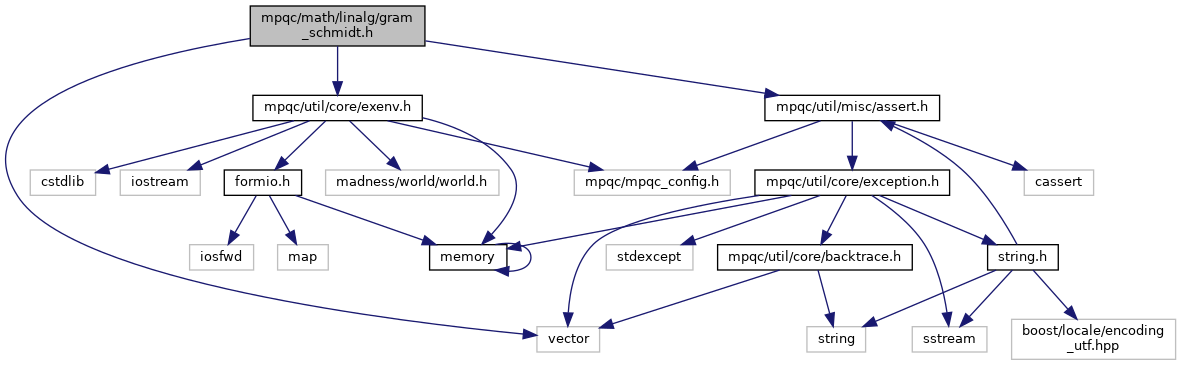 mpqc/math/linalg/gram
_schmidt.h
mpqc/util/core/exenv.h
mpqc/util/misc/assert.h
cstdlib
iostream
formio.h
madness/world/world.h
mpqc/mpqc_config.h
mpqc/util/core/exception.h
cassert
iosfwd
map
memory
stdexcept
mpqc/util/core/backtrace.h
string.h
vector
string
sstream
boost/locale/encoding
_utf.hpp